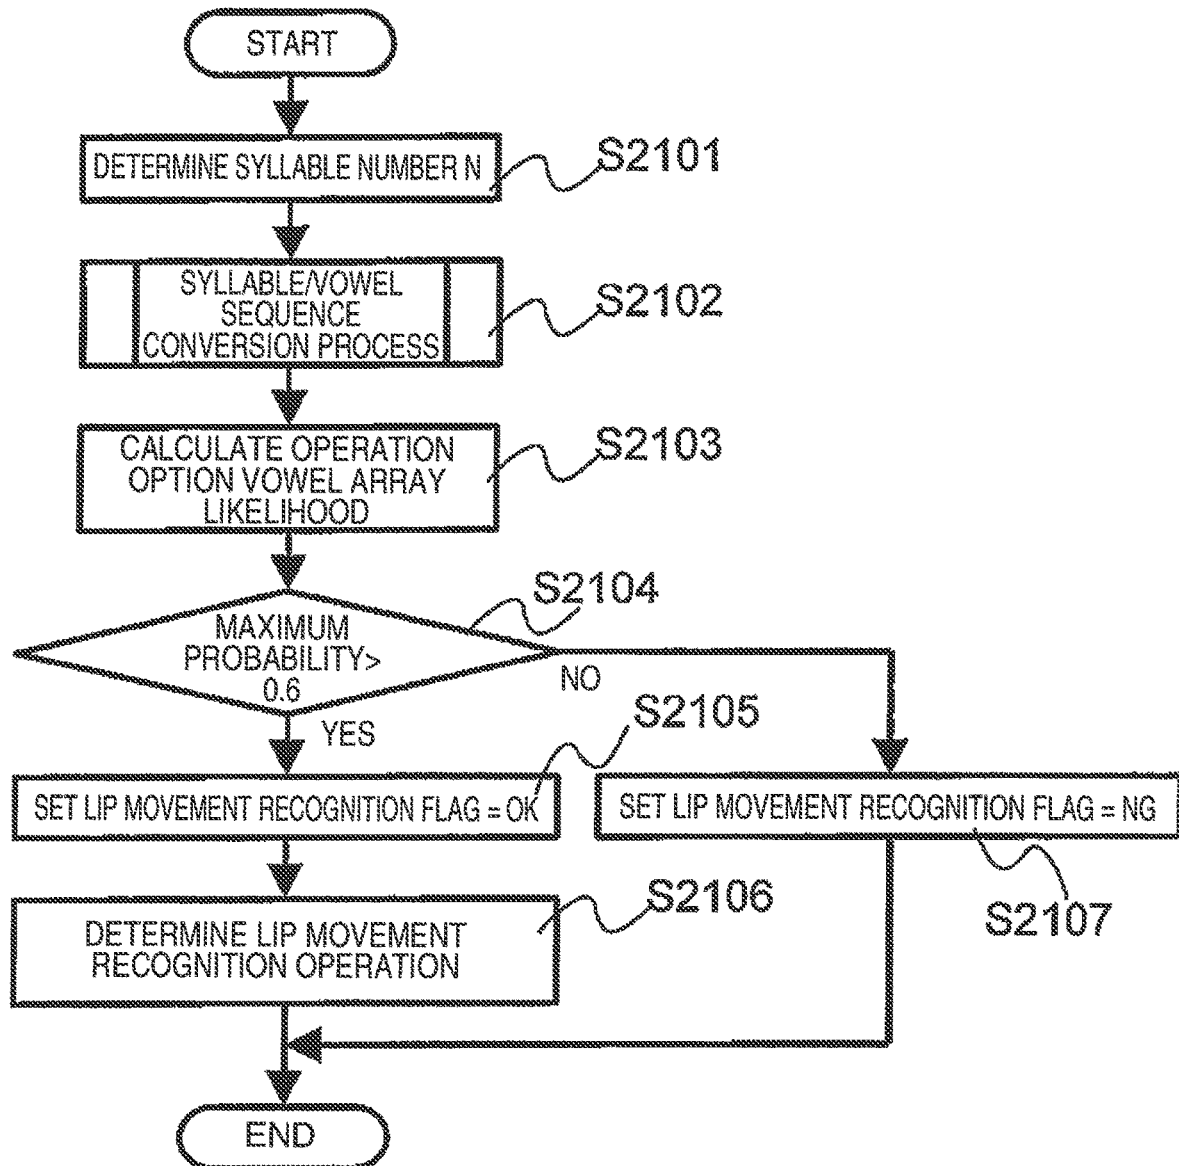 START
DETERMINE SYLLABLE NUMBER N
S2101
SYLLABLE/VOWEL
SEQUENCE
CONVERSION PROCESS
S2102
CALCULATE OPERATION
OPTION VOWEL ARRAY
LIKELIHOOD
S2103
S2104
MAXIMUM
PROBABILITY>
0.6
NO
YES
S2105
SET LIP MOVEMENT RECOGNITION FLAG = OK
SET LIP MOVEMENT RECOGNITION FLAG = NG
S2106
S2107
DETERMINE LIP MOVEMENT
RECOGNITION OPERATION
END